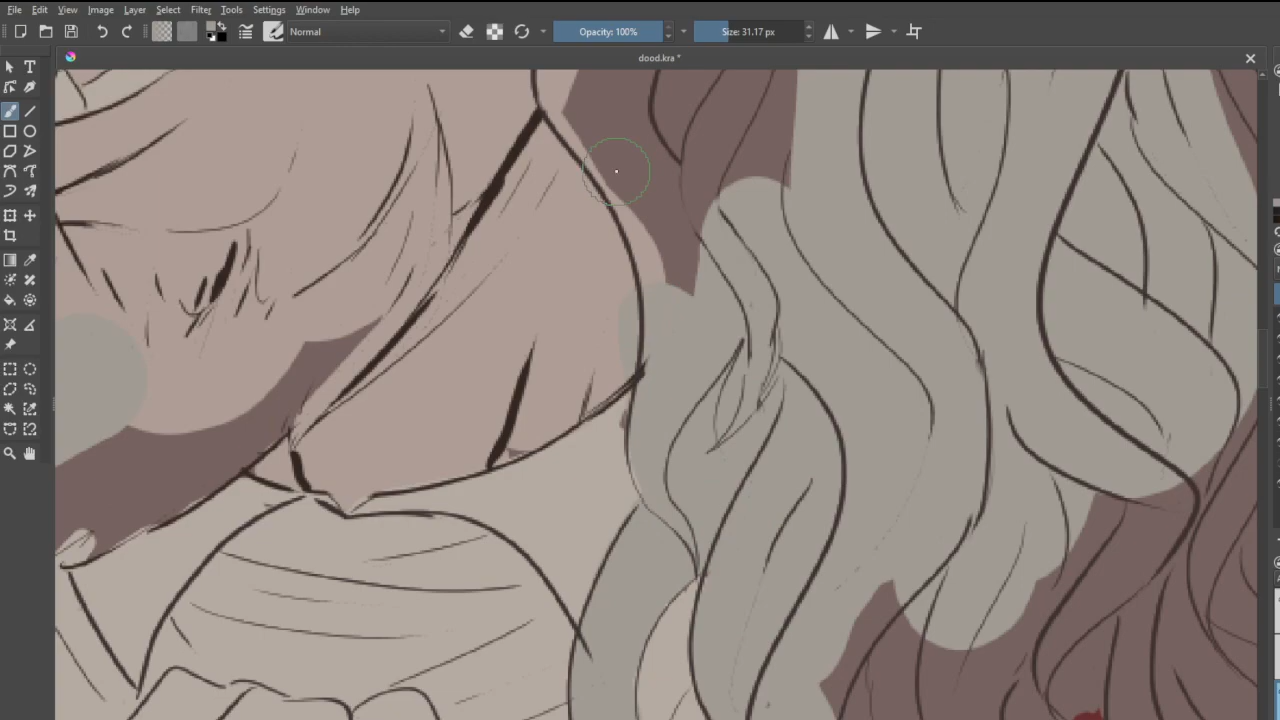 File Edit View Image Layer Select Filter Tools Settings Window Help
Normal Opacity: 100% Size: 31.17 px
dood.kra *